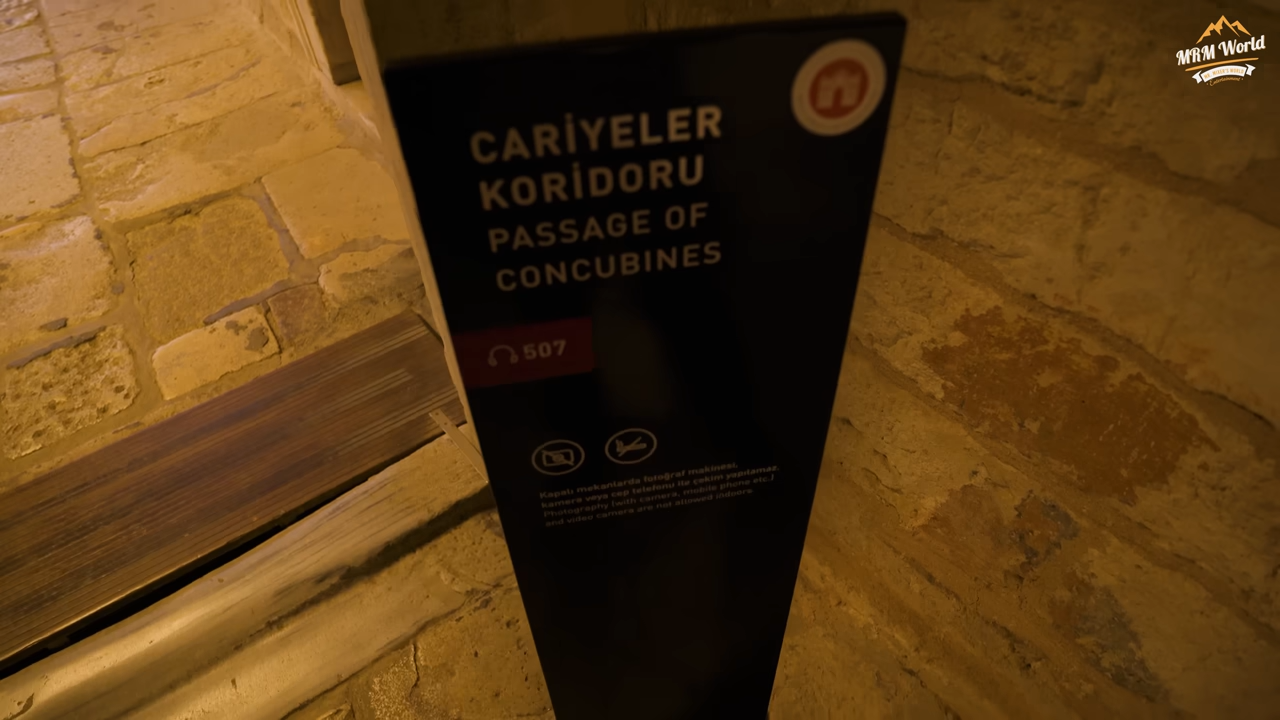 MRM World
CARİYELER
KORİDORU
PASSAGE OF
CONCUBINES
507
Kapalı mekanlarda fotoğraf makinesi,
kamera veya cep telefonu ile çekim yapılamaz.
Photography (with camera, mobile phone etc.)
and video camera are not allowed indoors